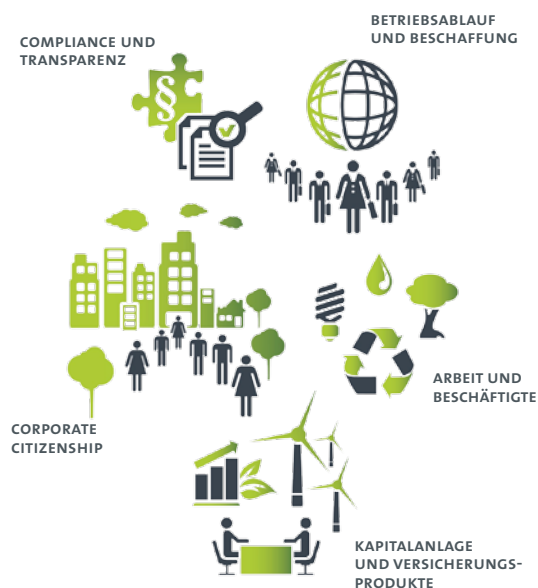 COMPLIANCE UND
TRANSPARENZ
BETRIEBSABLAUF
UND BESCHAFFUNG
§
ARBEIT UND
BESCHÄFTIGTE
CORPORATE
CITIZENSHIP
KAPITALANLAGE
UND VERSICHERUNGS-
PRODUKTE